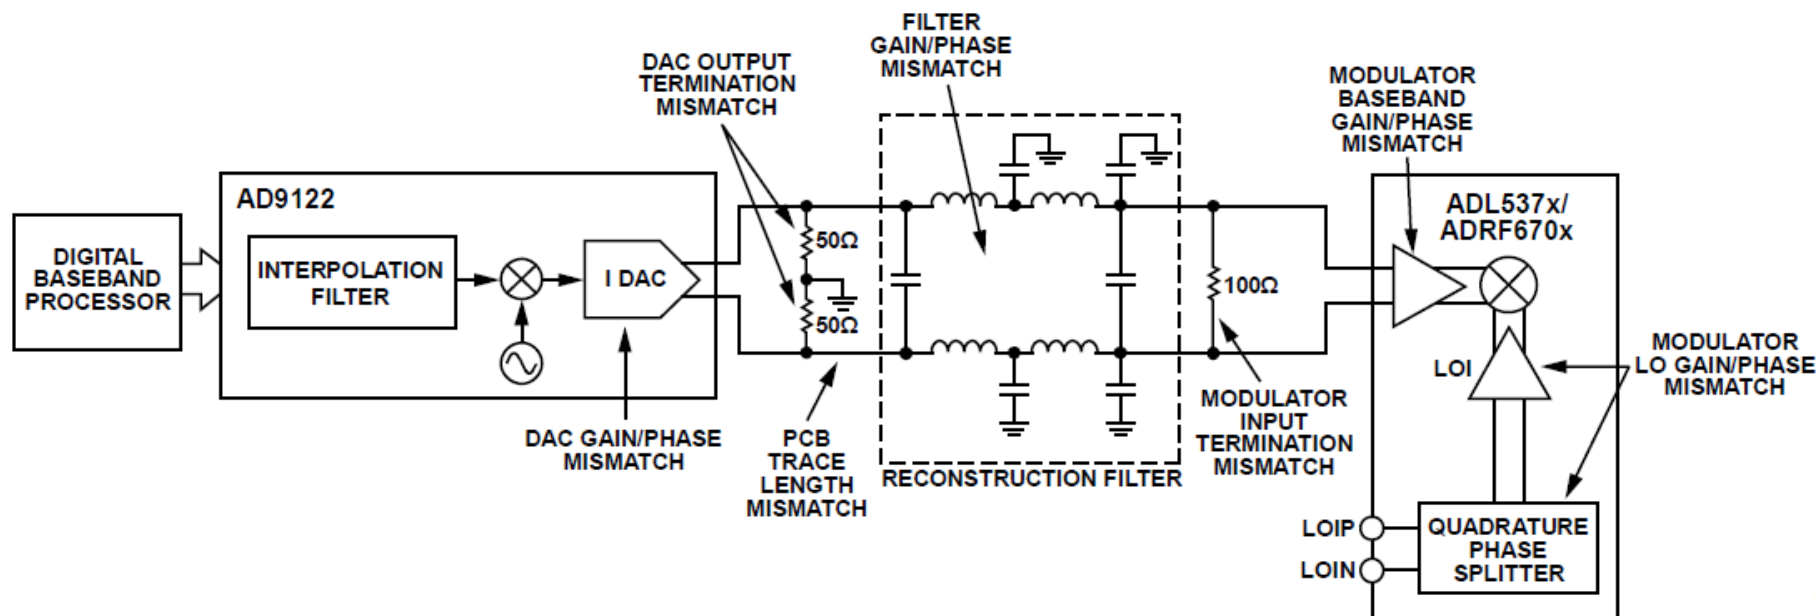 FILTER
GAIN/PHASE
MISMATCH
DAC OUTPUT
TERMINATION
MISMATCH
MODULATOR
BASEBAND
GAIN/PHASE
MISMATCH
AD9122
DIGITAL
BASEBAND
PROCESSOR
INTERPOLATION
FILTER
I DAC
50Ω
50Ω
100Ω
ADL537x/
ADRF670x
LOI
MODULATOR
LO GAIN/PHASE
MISMATCH
DAC GAIN/PHASE
MISMATCH
PCB
TRACE
LENGTH
MISMATCH
RECONSTRUCTION FILTER
MODULATOR
INPUT
TERMINATION
MISMATCH
LOIP
LOIN
QUADRATURE
PHASE
SPLITTER